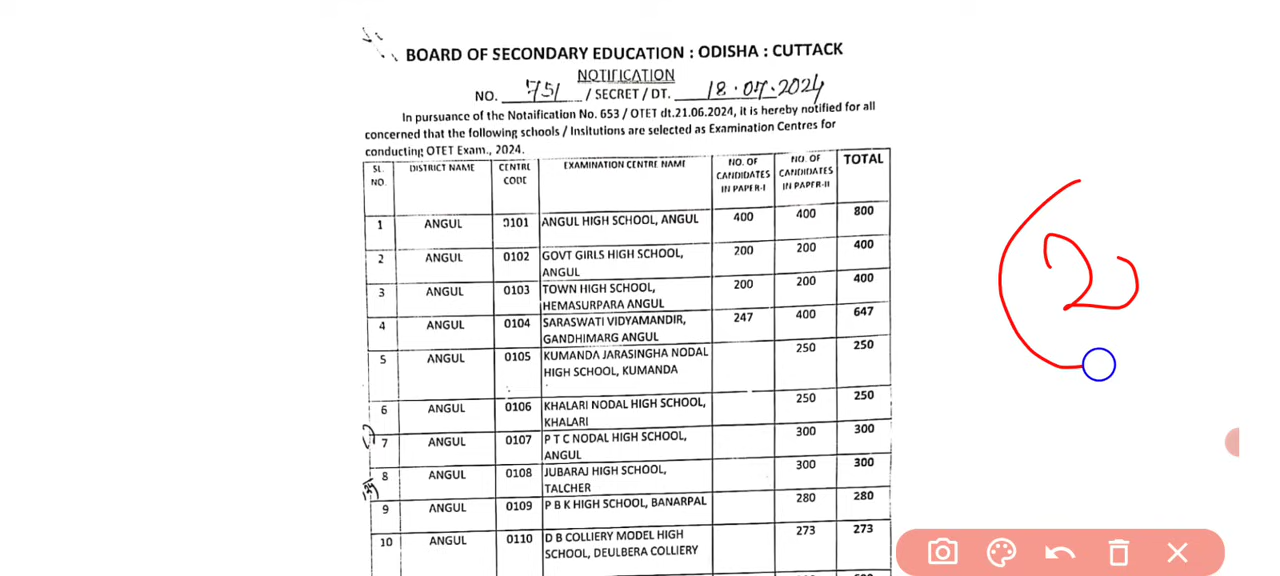 BOARD OF SECONDARY EDUCATION : ODISHA : CUTTACK
NOTIFICATION
NO. 751 / SECRET / DT. 18.07.2024
In pursuance of the Notaification No. 653 / OTET dt.21.06.2024, it is hereby notified for all
concerned that the following schools / Insitutions are selected as Examination Centres for
conducting OTET Exam., 2024.
SL. NO. DISTRICT NAME CENTRE CODE EXAMINATION CENTRE NAME NO. OF CANDIDATES IN PAPER-I NO. OF CANDIDATES IN PAPER-II TOTAL
1 ANGUL 0101 ANGUL HIGH SCHOOL, ANGUL 400 400 800
2 ANGUL 0102 GOVT GIRLS HIGH SCHOOL, ANGUL 200 200 400
3 ANGUL 0103 TOWN HIGH SCHOOL, HEMASURPARA ANGUL 200 200 400
4 ANGUL 0104 SARASWATI VIDYAMANDIR, GANDHIMARG ANGUL 247 400 647
5 ANGUL 0105 KUMANDA JARASINGHA NODAL HIGH SCHOOL, KUMANDA 250 250
6 ANGUL 0106 KHALARI NODAL HIGH SCHOOL, KHALARI 250 250
7 ANGUL 0107 P T C NODAL HIGH SCHOOL, ANGUL 300 300
8 ANGUL 0108 JUBARAJ HIGH SCHOOL, TALCHER 300 300
9 ANGUL 0109 P B K HIGH SCHOOL, BANARPAL 280 280
10 ANGUL 0110 D B COLLIERY MODEL HIGH SCHOOL, DEULBERA COLLIERY 273 273
2